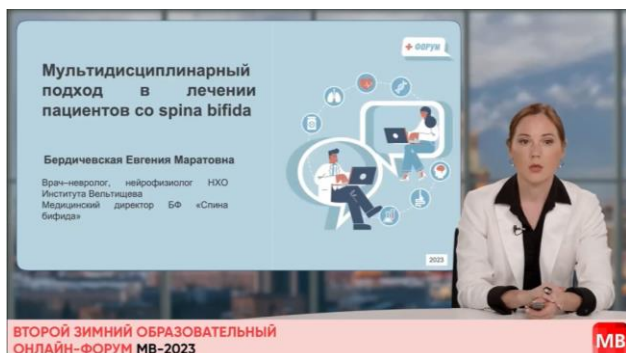 + ФОРУМ
Мультидисциплинарный
подход в лечении
пациентов со spina bifida
Бердичевская Евгения Маратовна
Врач–невролог, нейрофизиолог НХО
Института Вельтищева
Медицинский директор БФ «Спина
бифида»
2023
ВТОРОЙ ЗИМНИЙ ОБРАЗОВАТЕЛЬНЫЙ
ОНЛАЙН-ФОРУМ МВ-2023
МВ